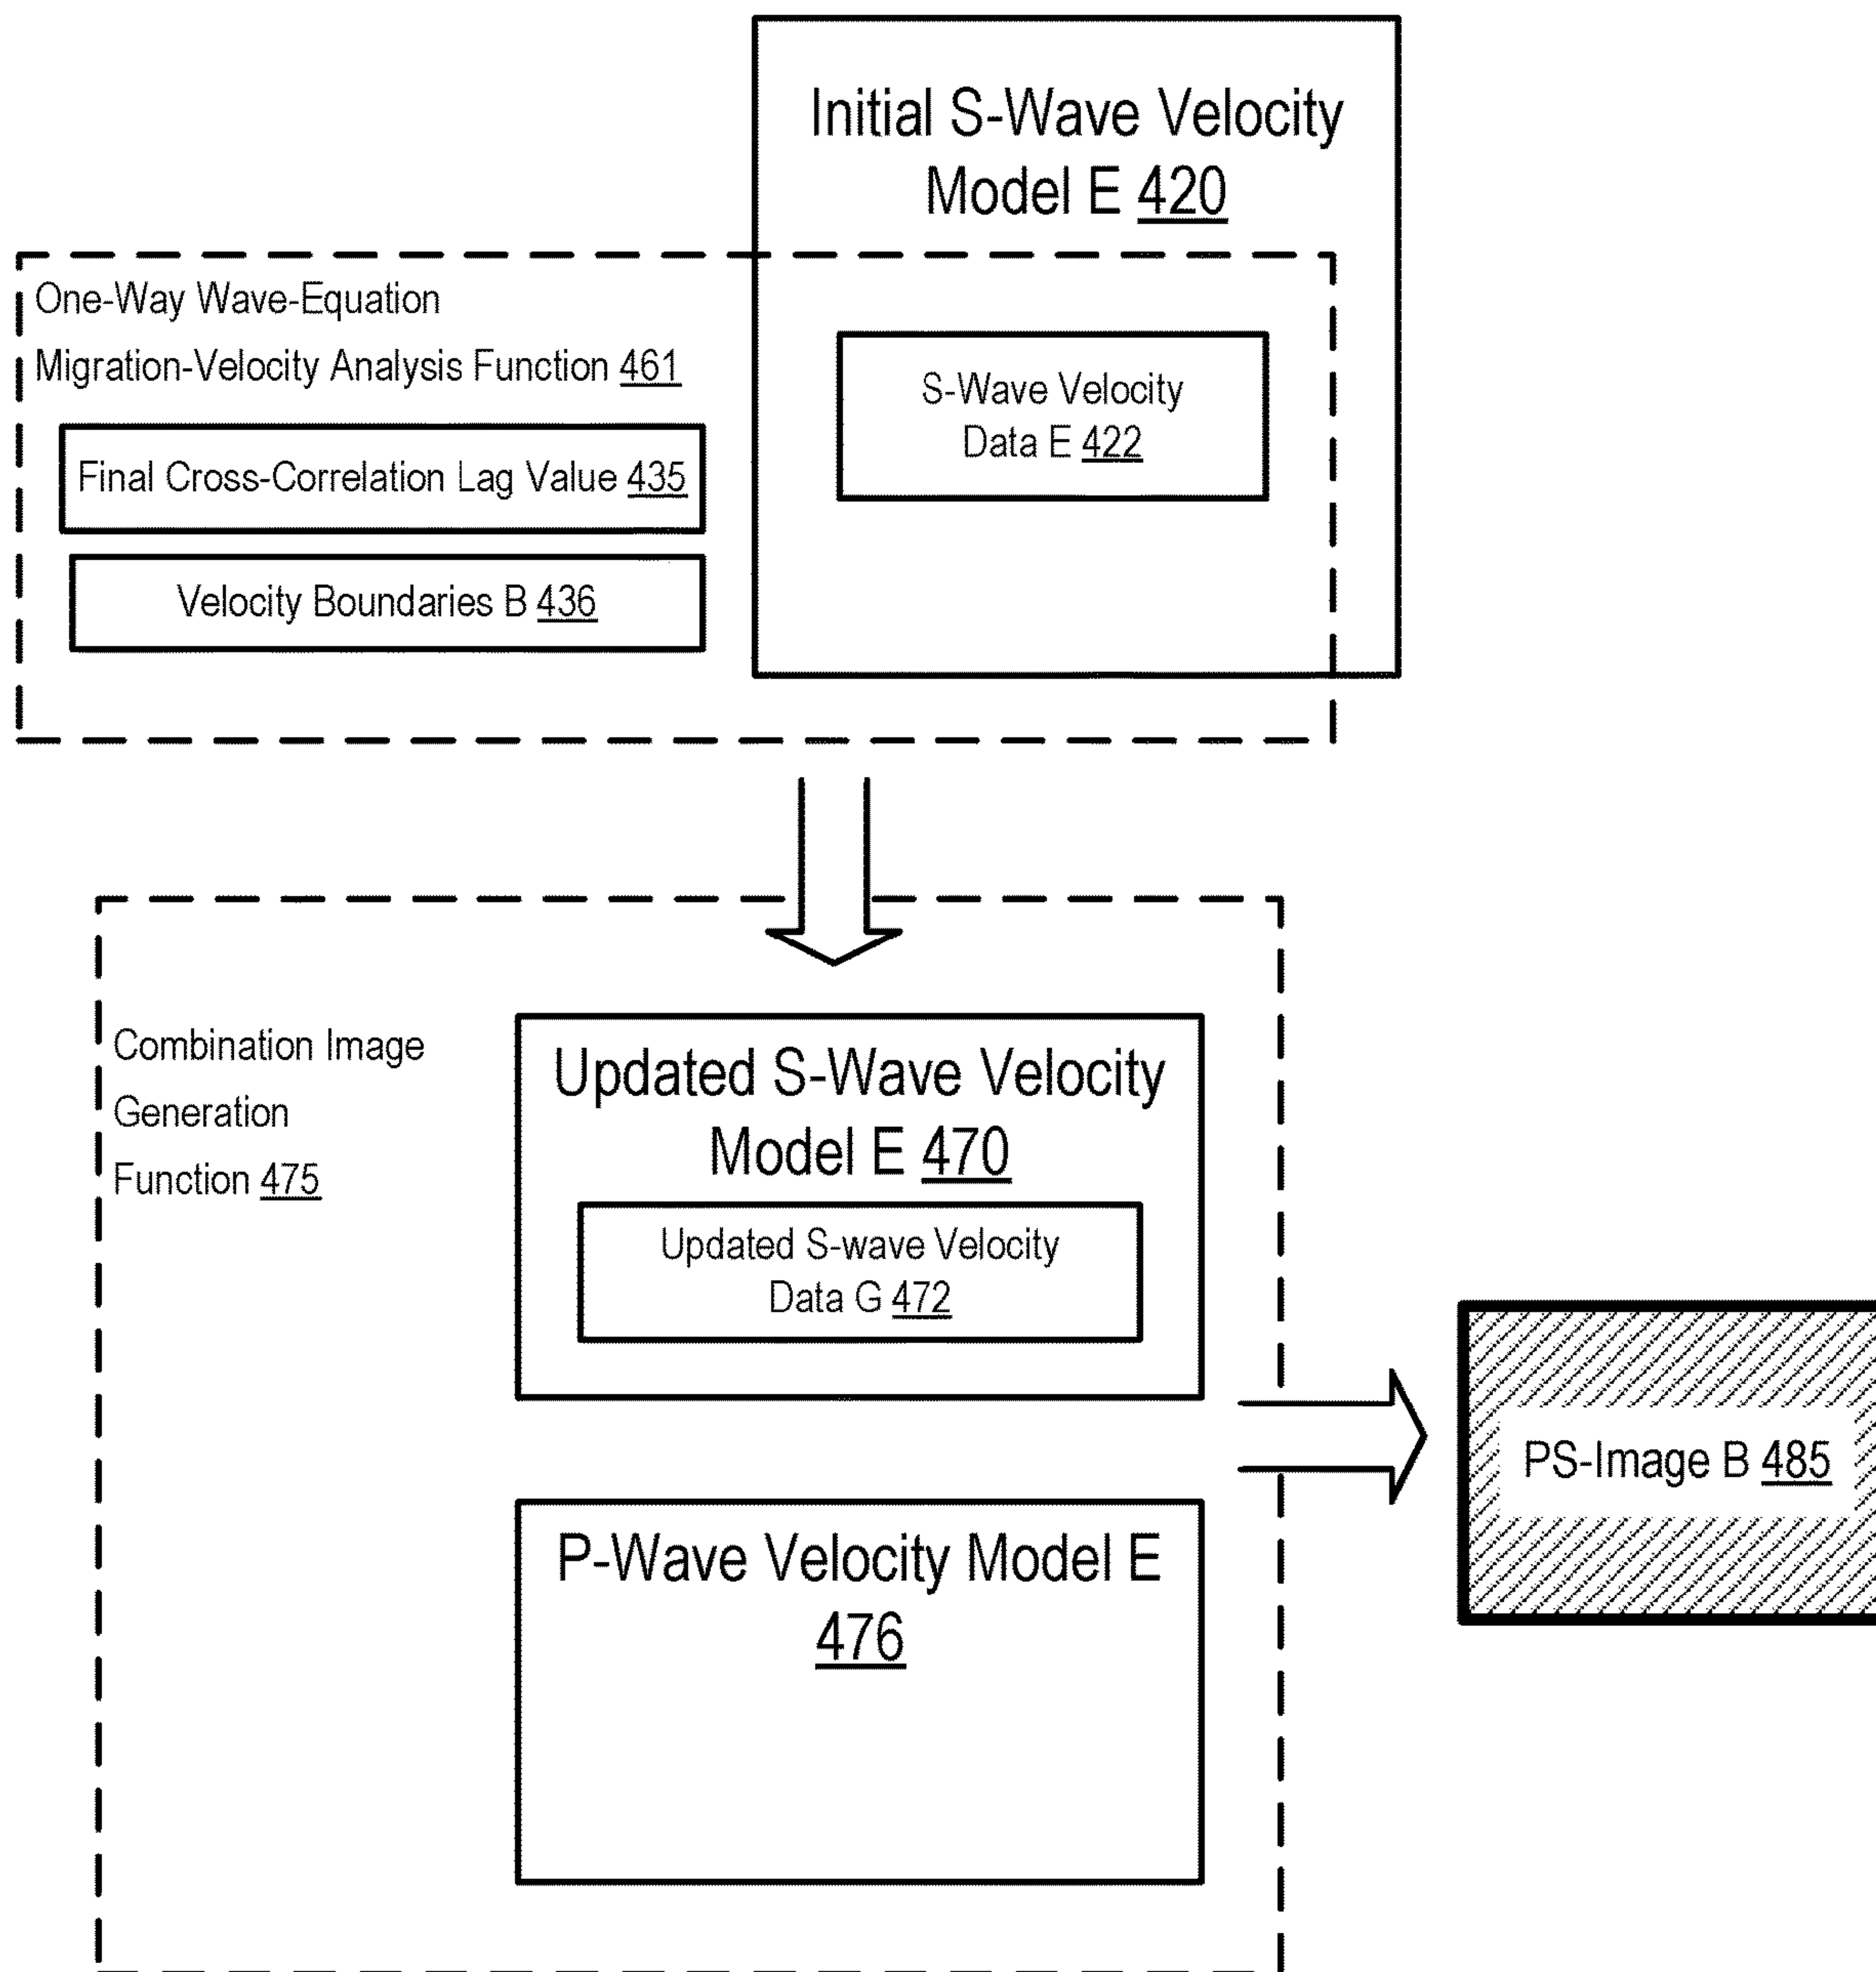 Initial S-Wave Velocity
Model E 420
One-Way Wave-Equation
Migration-Velocity Analysis Function 461
S-Wave Velocity
Data E 422
Final Cross-Correlation Lag Value 435
Velocity Boundaries B 436
Combination Image
Generation
Function 475
Updated S-Wave Velocity
Model E 470
Updated S-wave Velocity
Data G 472
PS-Image B 485
P-Wave Velocity Model E
476